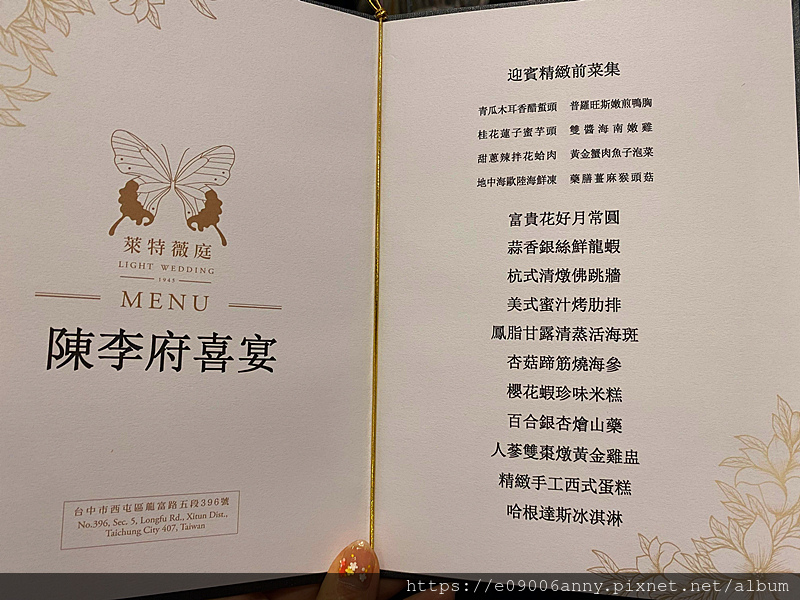 萊特薇庭
LIGHT WEDDING
1945
MENU
陳李府喜宴
台中市西屯區龍富路五段396號
No.396, Sec. 5, Longfu Rd., Xitun Dist.,
Taichung City 407, Taiwan
迎賓精緻前菜集
青瓜木耳香醋蜇頭 普羅旺斯嫩煎鴨胸
桂花蓮子蜜芋頭 雙醬海南嫩雞
甜蔥辣拌花蛤肉 黃金蟹肉魚子泡菜
地中海歐陸海鮮凍 藥膳薑麻猴頭菇
富貴花好月常圓
蒜香銀絲鮮龍蝦
杭式清燉佛跳牆
美式蜜汁烤肋排
鳳脂甘露清蒸活海斑
杏菇蹄筋燒海參
櫻花蝦珍味米糕
百合銀杏燴山藥
人蔘雙棗燉黃金雞盅
精緻手工西式蛋糕
哈根達斯冰淇淋
https://e09006anny.pixnet.net/album